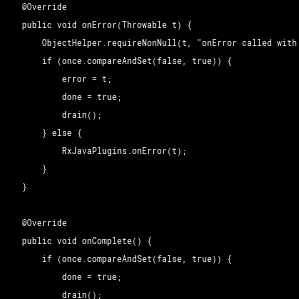 @Override
public void onError(Throwable t) {
ObjectHelper.requireNonNull(t, "onError called with
if (once.compareAndSet(false, true)) {
error = t;
done = true;
drain();
} else {
RxJavaPlugins.onError(t);
}
}
@Override
public void onComplete() {
if (once.compareAndSet(false, true)) {
done = true;
drain();